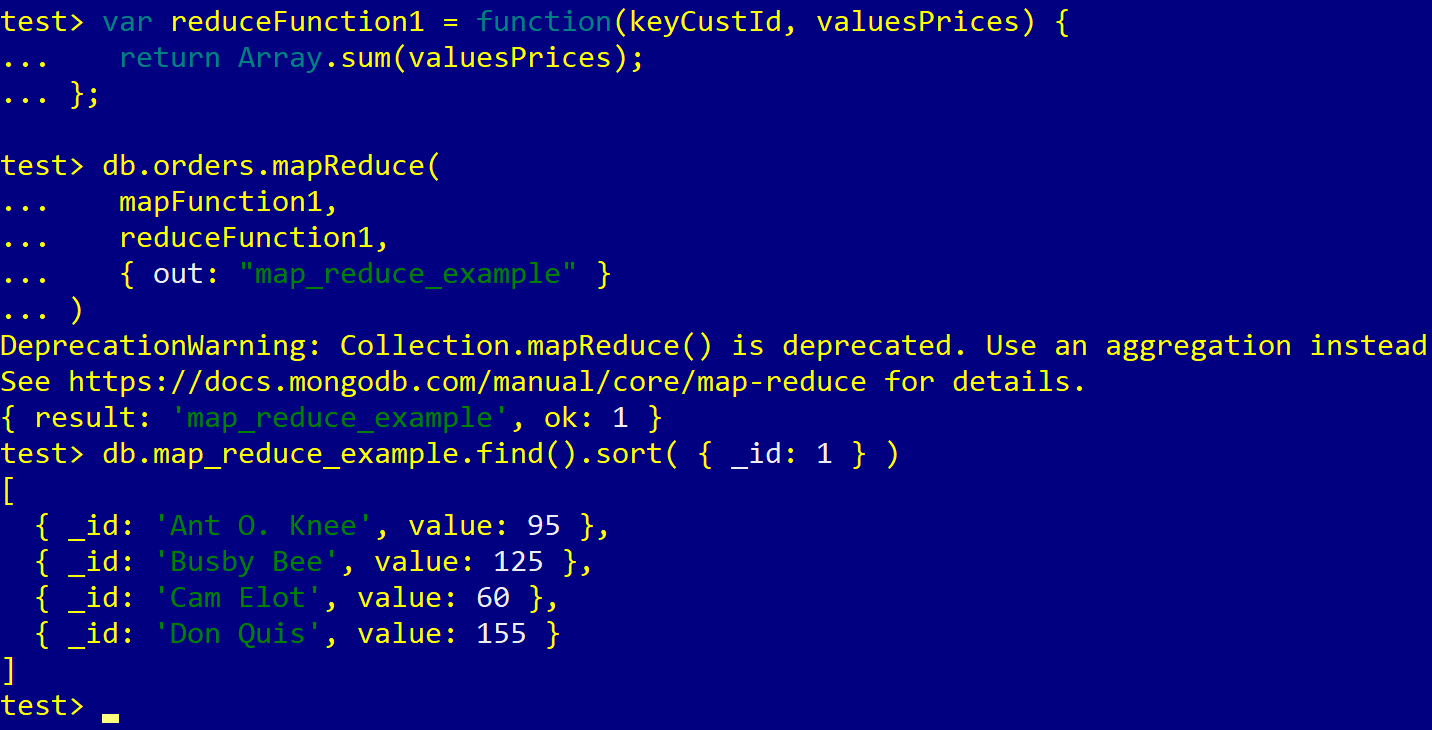 test> var reduceFunction1 = function(keyCustId, valuesPrices) {
...    return Array.sum(valuesPrices);
... };
test> db.orders.mapReduce(
...    mapFunction1,
...    reduceFunction1,
...    { out: "map_reduce_example" }
... )
DeprecationWarning: Collection.mapReduce() is deprecated. Use an aggregation instead
See https://docs.mongodb.com/manual/core/map-reduce for details.
{ result: 'map_reduce_example', ok: 1 }
test> db.map_reduce_example.find().sort( { _id: 1 } )
[
  { _id: 'Ant O. Knee', value: 95 },
  { _id: 'Busby Bee', value: 125 },
  { _id: 'Cam Elot', value: 60 },
  { _id: 'Don Quis', value: 155 }
]
test>